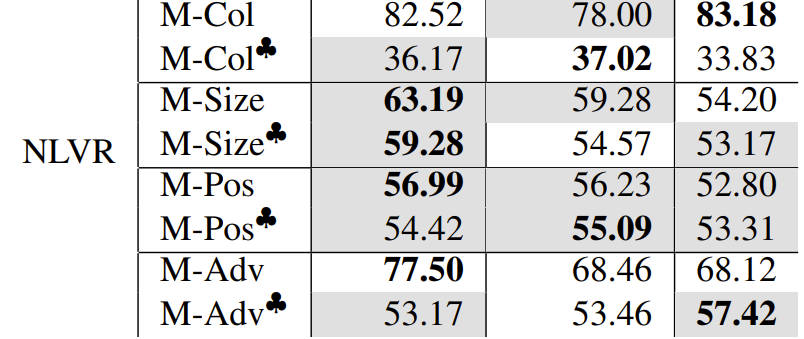 M-Col 82.52 78.00 83.18
M-Col♣ 36.17 37.02 33.83
M-Size 63.19 59.28 54.20
M-Size♣ 59.28 54.57 53.17
NLVR
M-Pos 56.99 56.23 52.80
M-Pos♣ 54.42 55.09 53.31
M-Adv 77.50 68.46 68.12
M-Adv♣ 53.17 53.46 57.42